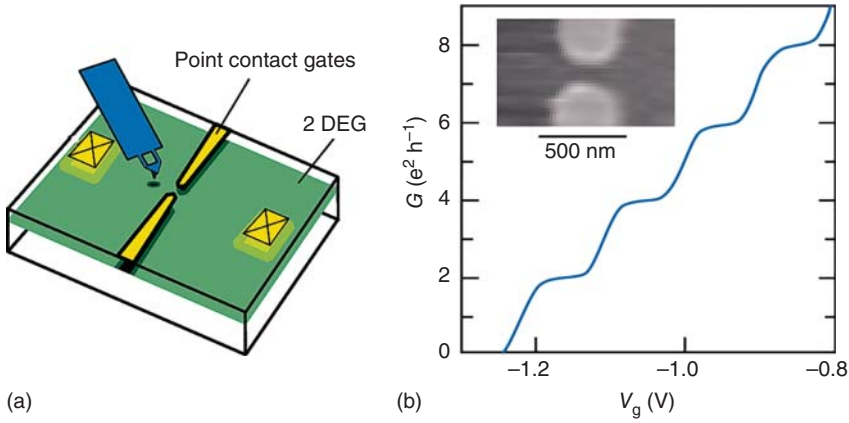 Point contact gates
2 DEG
(a)
8
6
4
2
0
G (e² h⁻¹)
500 nm
−1.2
−1.0
−0.8
V_g (V)
(b)